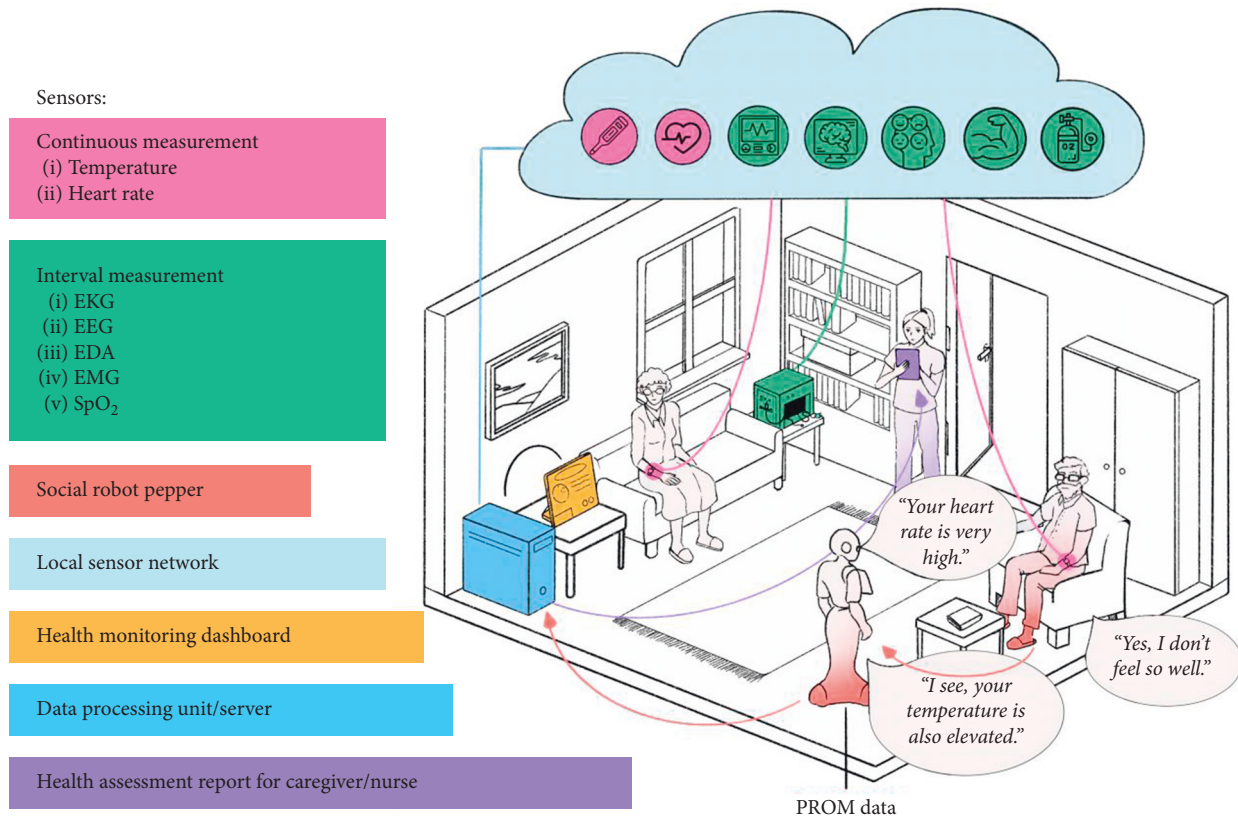 Sensors:
Continuous measurement
(i) Temperature
(ii) Heart rate
Interval measurement
(i) EKG
(ii) EEG
(iii) EDA
(iv) EMG
(v) SpO₂
Social robot pepper
Local sensor network
Health monitoring dashboard
Data processing unit/server
Health assessment report for caregiver/nurse
“Your heart
rate is very
high.”
“Yes, I don’t
feel so well.”
“I see, your
temperature is
also elevated.”
PROM data